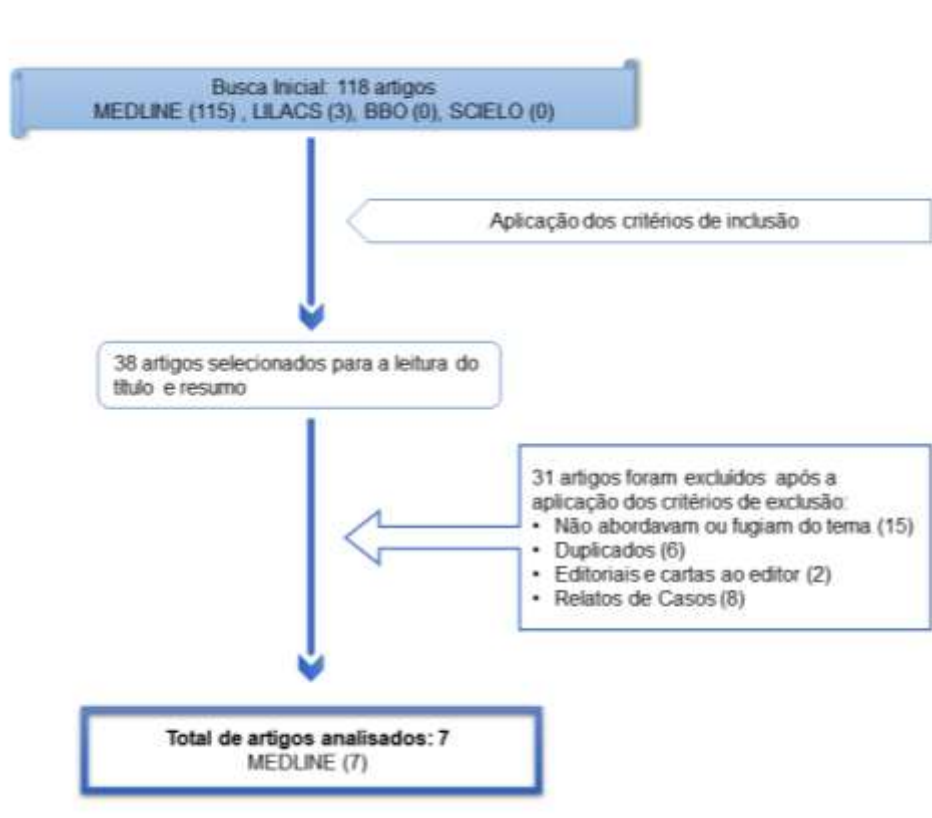 Busca Inicial: 118 artigos
MEDLINE (115) , LILACS (3), BBO (0), SCIELO (0)
Aplicação dos critérios de inclusão
38 artigos selecionados para a leitura do
título e resumo
31 artigos foram excluídos após a
aplicação dos critérios de exclusão:
• Não abordavam ou fugiam do tema (15)
• Duplicados (6)
• Editoriais e cartas ao editor (2)
• Relatos de Casos (8)
Total de artigos analisados: 7
MEDLINE (7)